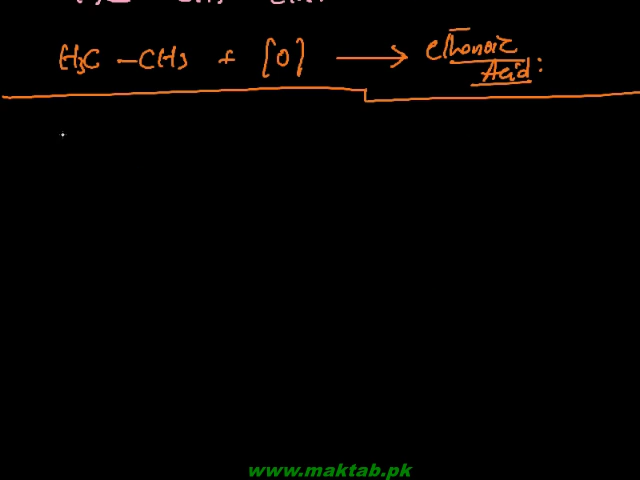 H3C — CH3 + [O] ⟶ ethanoic
Acid:
www.maktab.pk